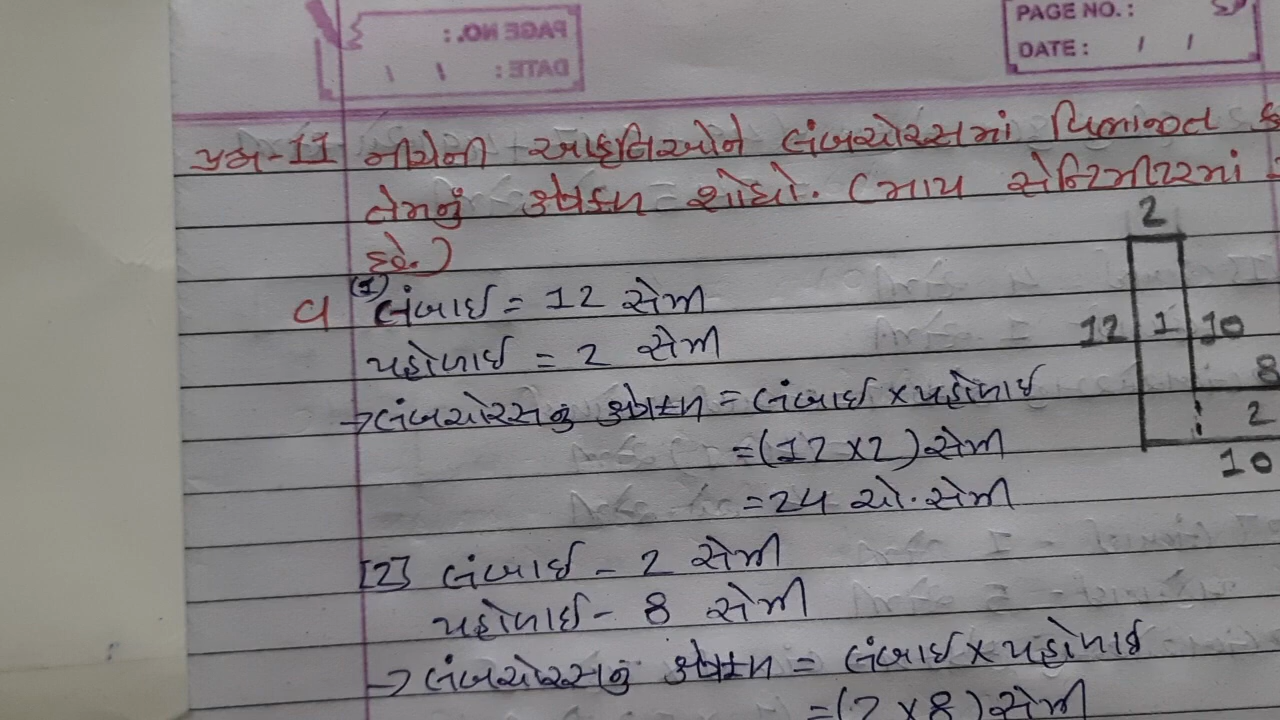 PAGE NO. :
DATE : / /
પ્રશ્ન-11 નીચેની આકૃતિઓને લંબચોરસમાં વિભાજીત
તેમનું ક્ષેત્રફળ શોધો. (માપ સેન્ટિમીટરમાં
છે.)
2
(1)
લંબાઈ = 12 સેમી
12 1 10
પહોળાઈ = 2 સેમી
8
→લંબચોરસનું ક્ષેત્રફળ = લંબાઈ × પહોળાઈ
2
=(12 ×2) સેમી
10
=24 ચો. સેમી
[2] લંબાઈ - 2 સેમી
પહોળાઈ - 8 સેમી
→ લંબચોરસનું ક્ષેત્રફળ = લંબાઈ × પહોળાઈ
=(2 ×8) સેમી